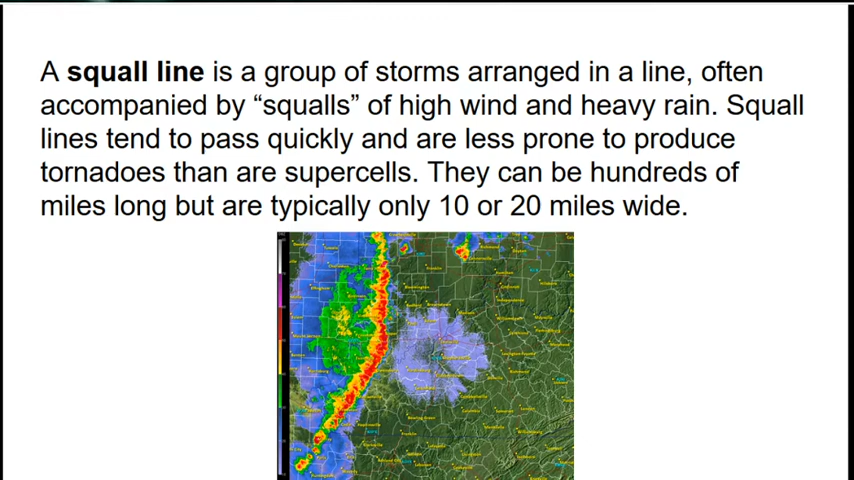 A squall line is a group of storms arranged in a line, often
accompanied by “squalls” of high wind and heavy rain. Squall
lines tend to pass quickly and are less prone to produce
tornadoes than are supercells. They can be hundreds of
miles long but are typically only 10 or 20 miles wide.